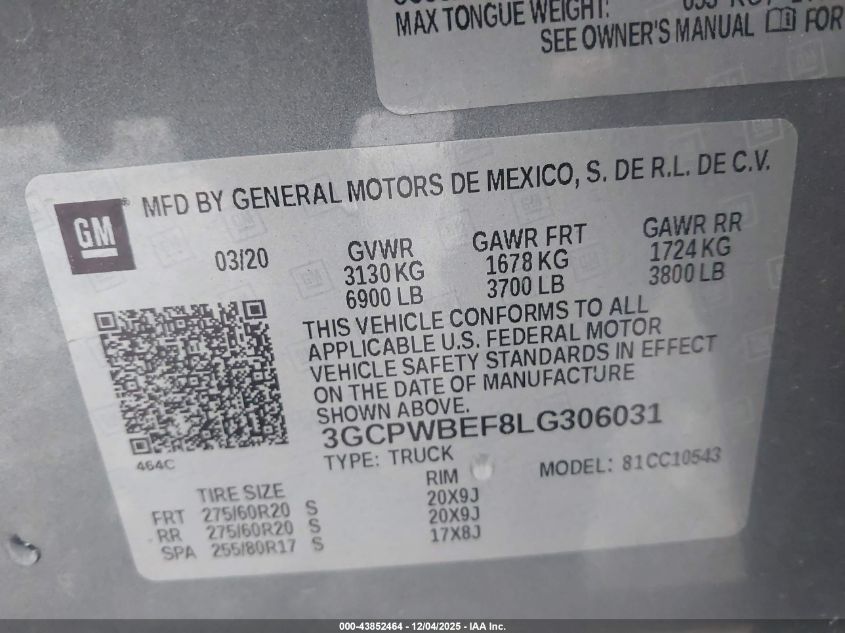 MAX TONGUE WEIGHT:
SEE OWNER'S MANUAL FOR
GM
MFD BY GENERAL MOTORS DE MEXICO, S. DE R.L. DE C.V.
03/20
GVWR GAWR FRT GAWR RR
3130 KG 1678 KG 1724 KG
6900 LB 3700 LB 3800 LB
THIS VEHICLE CONFORMS TO ALL
APPLICABLE U.S. FEDERAL MOTOR
VEHICLE SAFETY STANDARDS IN EFFECT
ON THE DATE OF MANUFACTURE
SHOWN ABOVE.
3GCPWBEF8LG306031
464C
TYPE: TRUCK MODEL: 81CC10543
TIRE SIZE RIM
FRT 275/60R20 S 20X9J
RR 275/60R20 S 20X9J
SPA 255/80R17 S 17X8J
000-43852464 - 12/04/2025 - IAA Inc.